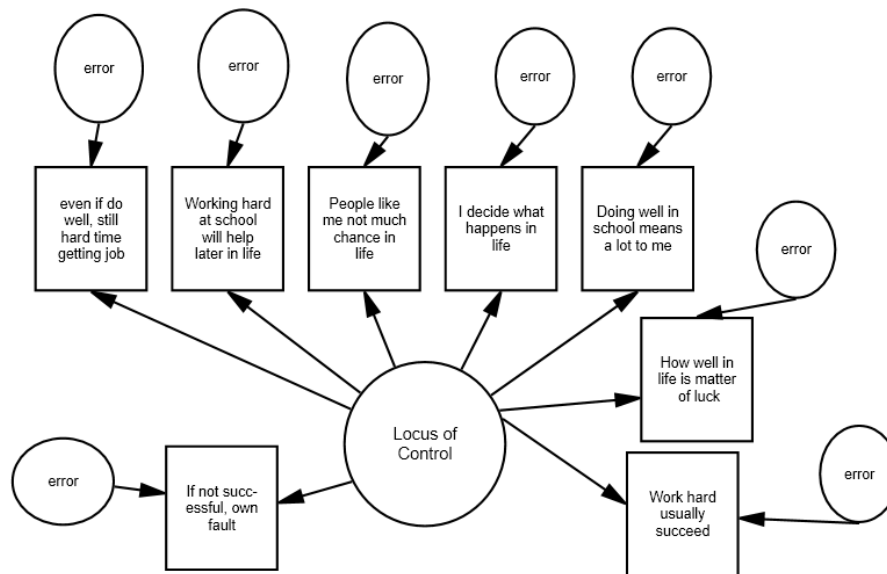 error
error
error
error
error
even if do
well, still
hard time
getting job
Working hard
at school
will help
later in life
People like
me not much
chance in
life
I decide what
happens in
life
Doing well in
school means
a lot to me
error
How well in
life is matter
of luck
Locus of
Control
error
If not succ-
essful, own
fault
Work hard
usually
succeed
error